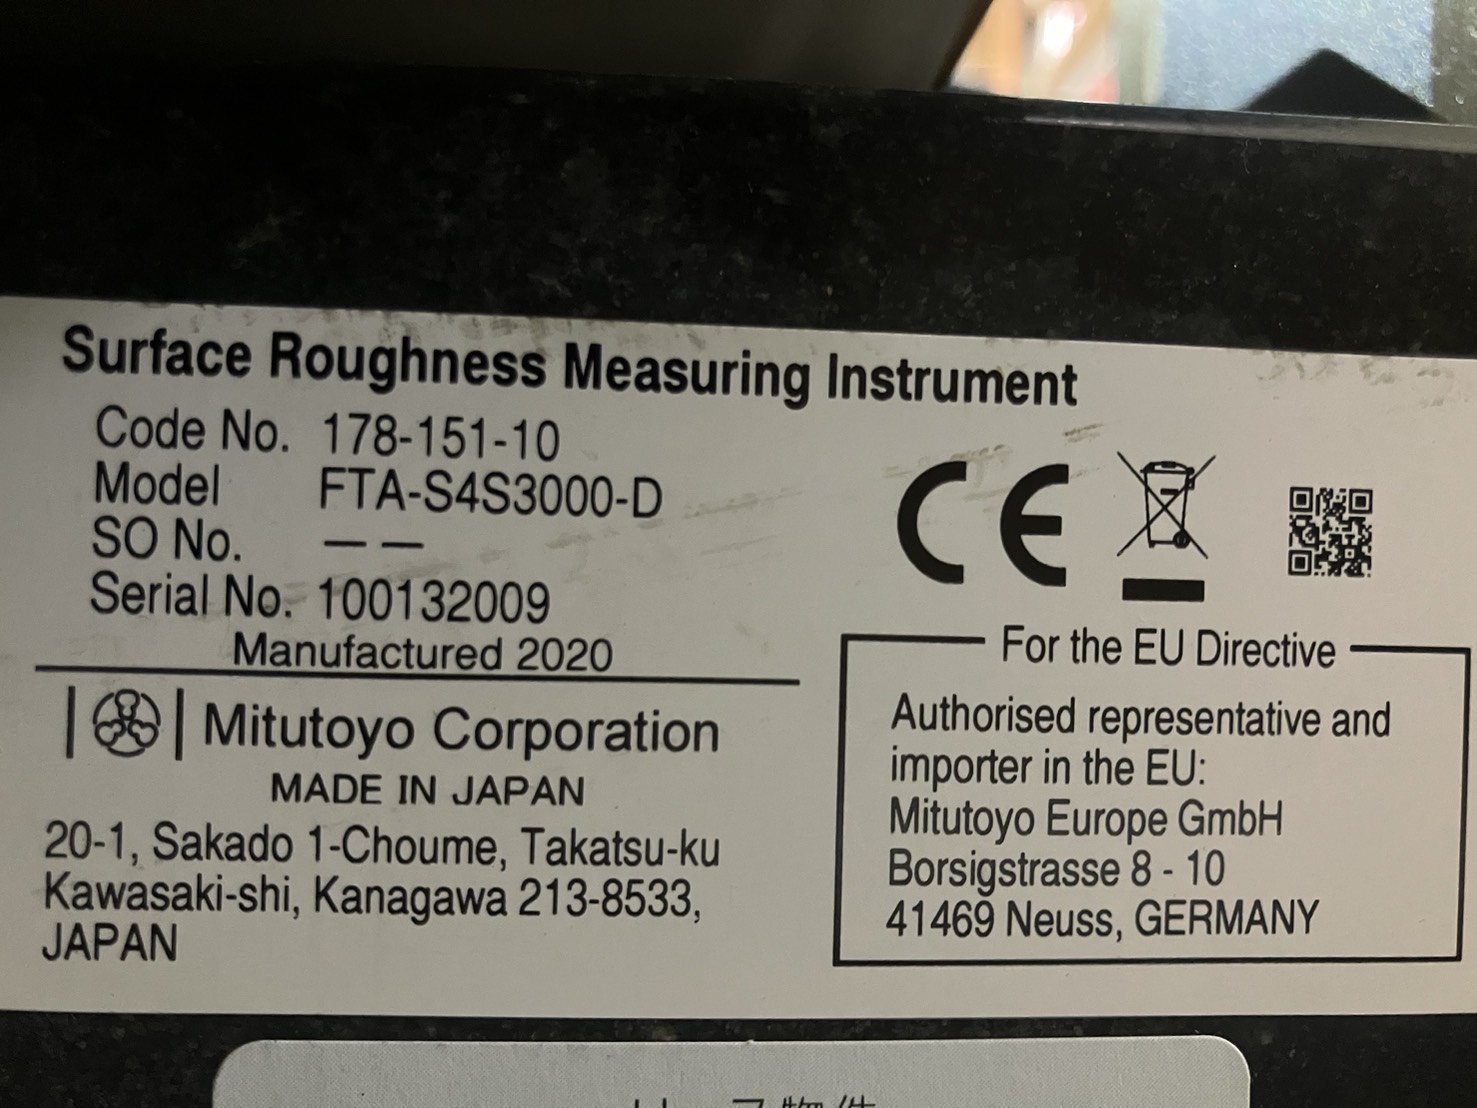 Surface Roughness Measuring Instrument
Code No. 178-151-10
Model FTA-S4S3000-D
SO No. — —
Serial No. 100132009
Manufactured 2020
Mitutoyo Corporation
MADE IN JAPAN
20-1, Sakado 1-Choume, Takatsu-ku
Kawasaki-shi, Kanagawa 213-8533,
JAPAN
CE
For the EU Directive
Authorised representative and
importer in the EU:
Mitutoyo Europe GmbH
Borsigstrasse 8 - 10
41469 Neuss, GERMANY